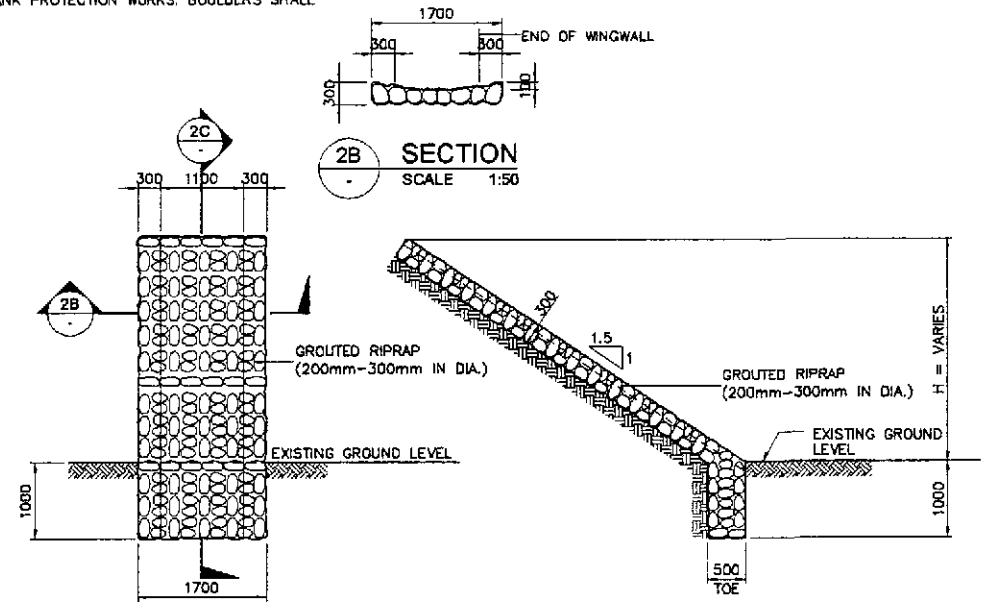 BANK PROTECTION WORKS. BOULDERS SHALL
1700
300
300
END OF WINGWALL
300
100
2B
-
SECTION
SCALE 1:50
2C
-
300
1100
300
2B
-
GROUTED RIPRAP
(200mm-300mm IN DIA.)
EXISTING GROUND LEVEL
1000
1700
300
1.5
1
GROUTED RIPRAP
(200mm-300mm IN DIA.)
H = VARIES
EXISTING GROUND
LEVEL
1000
500
TOE